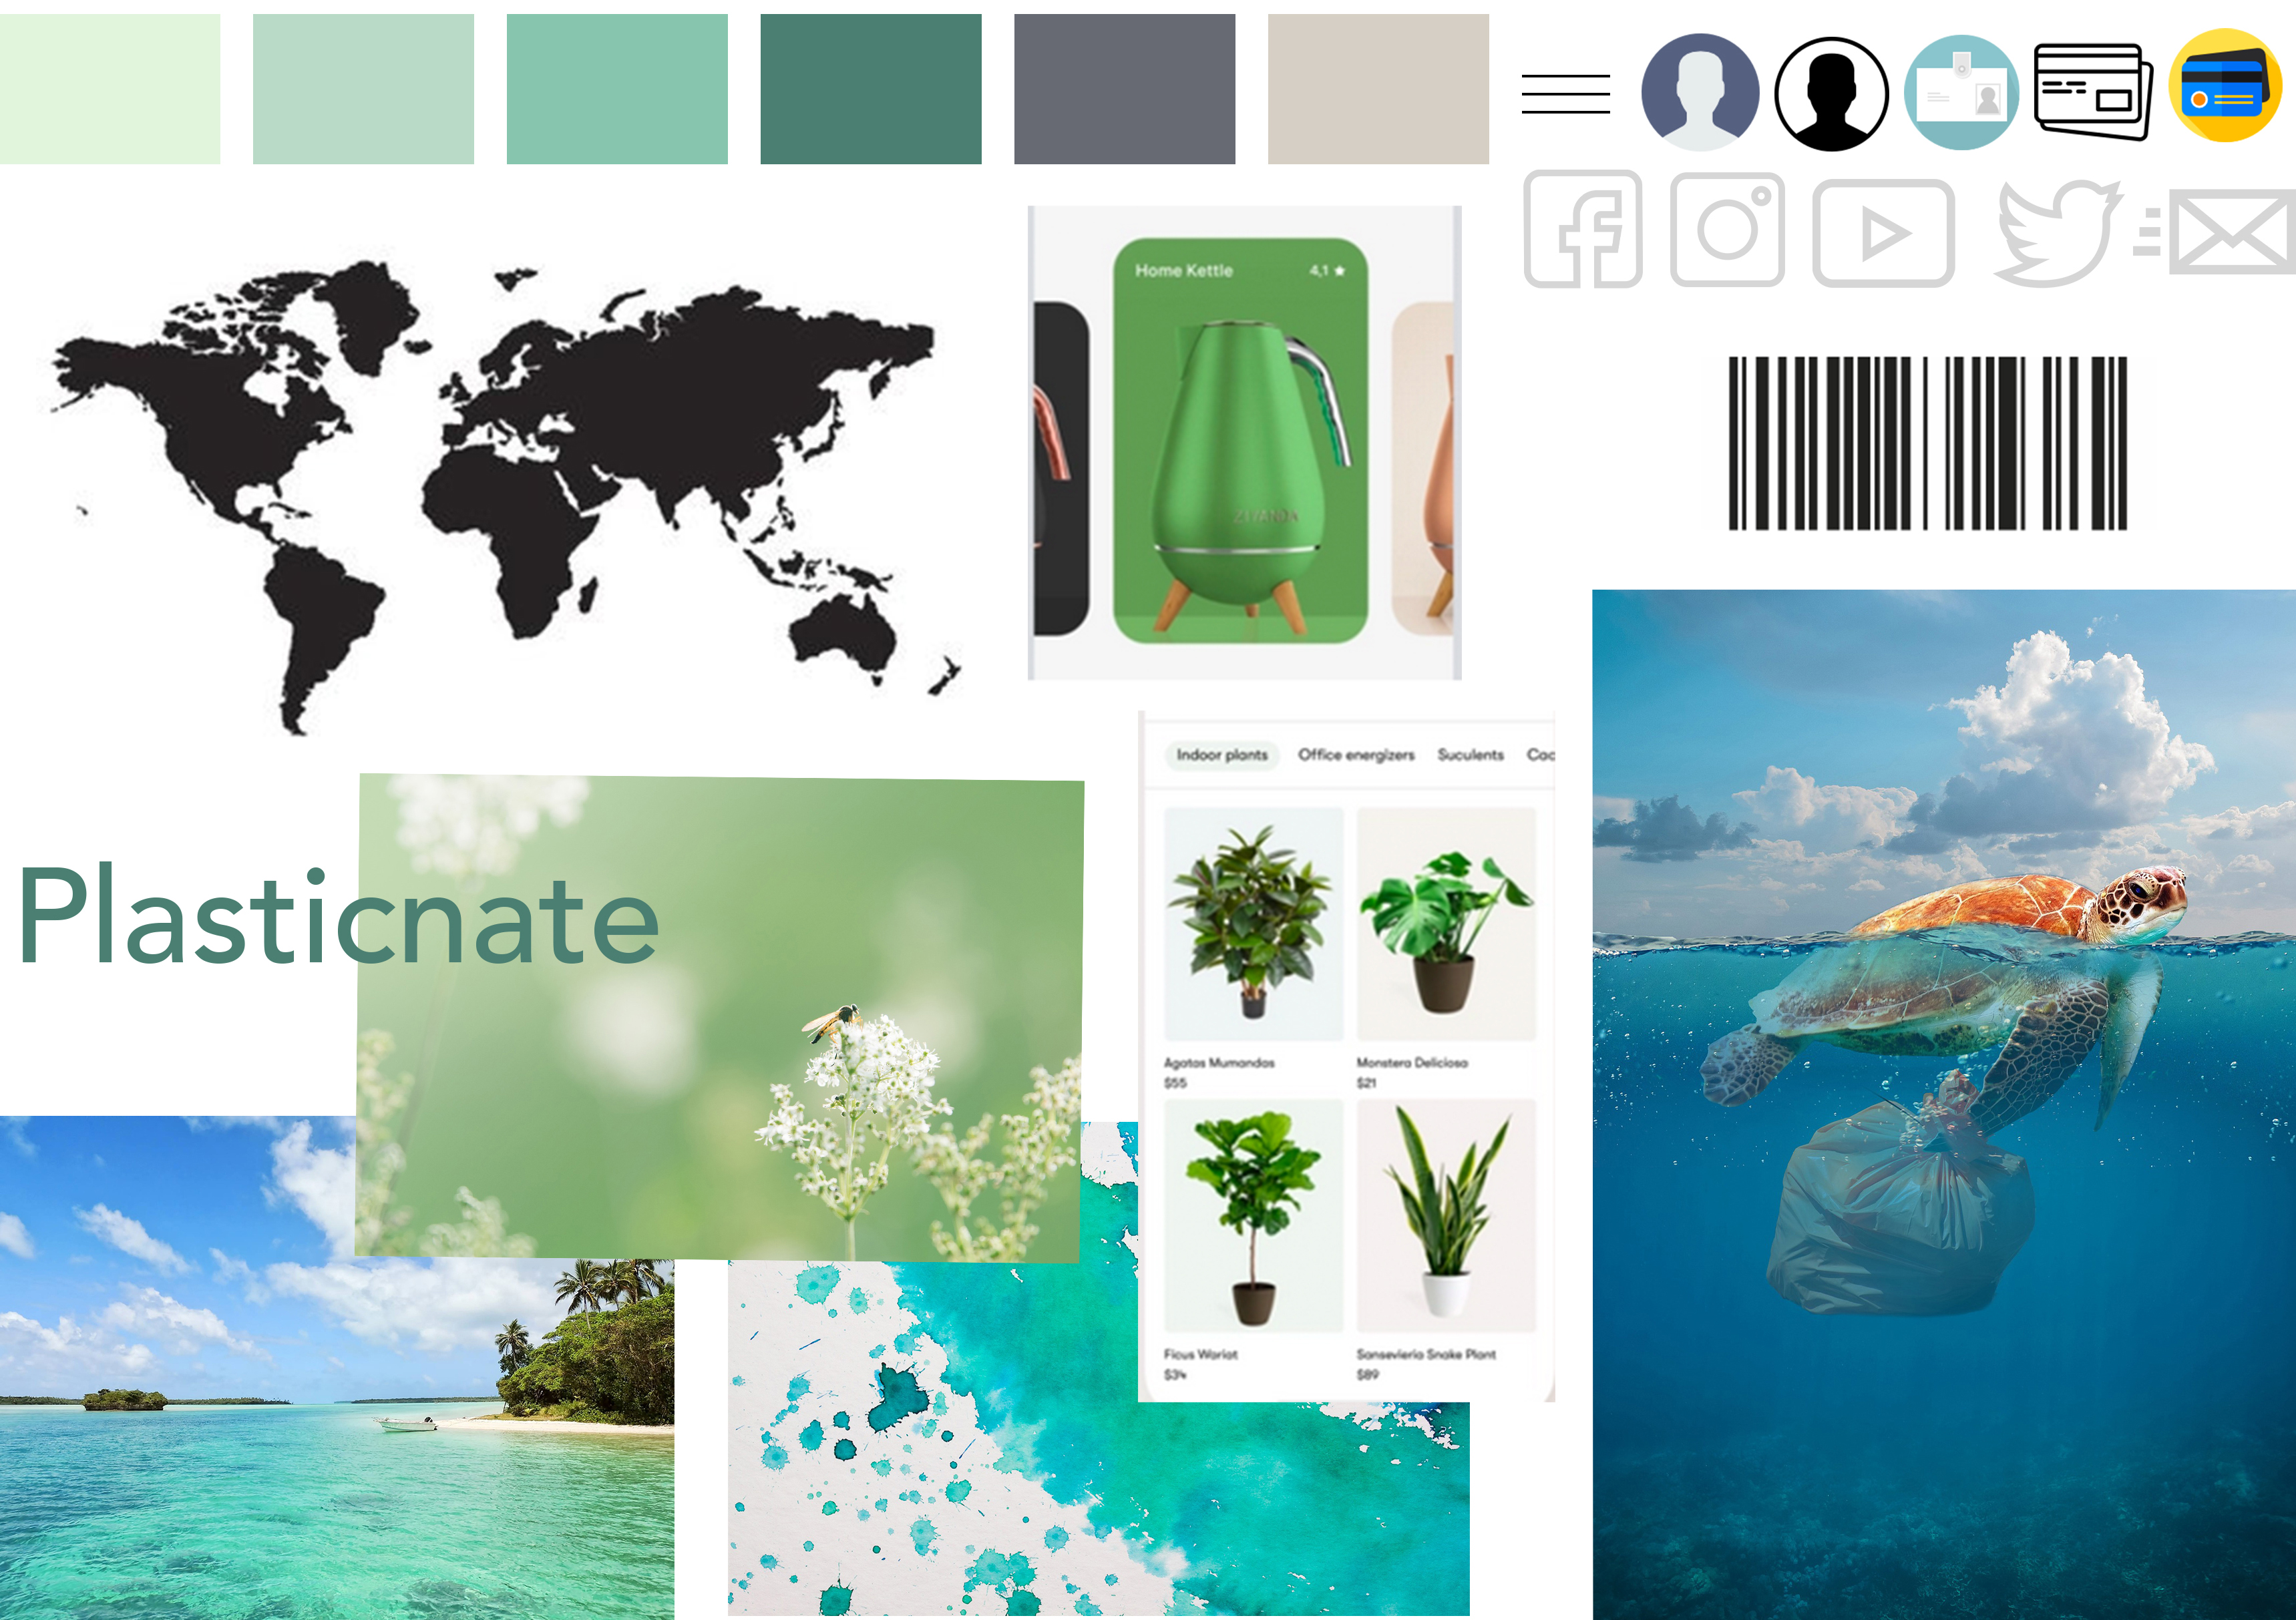 Home Kettle 4,1
ZIYANDA
Indoor plants Office energizers Suculents Cac
Plasticnate
Agatas Mumandas
$55
Monstera Deliciosa
$21
Ficus Wariat
$34
Sansevieria Snake Plant
$89